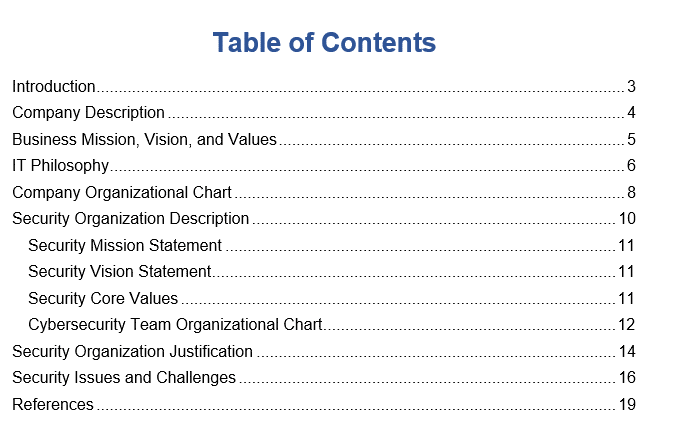 Table of Contents
Introduction........................................................................................................................3
Company Description........................................................................................................4
Business Mission, Vision, and Values...............................................................................5
IT Philosophy.....................................................................................................................6
Company Organizational Chart.........................................................................................8
Security Organization Description...................................................................................10
Security Mission Statement.........................................................................................11
Security Vision Statement............................................................................................11
Security Core Values...................................................................................................11
Cybersecurity Team Organizational Chart...................................................................12
Security Organization Justification..................................................................................14
Security Issues and Challenges......................................................................................16
References......................................................................................................................19